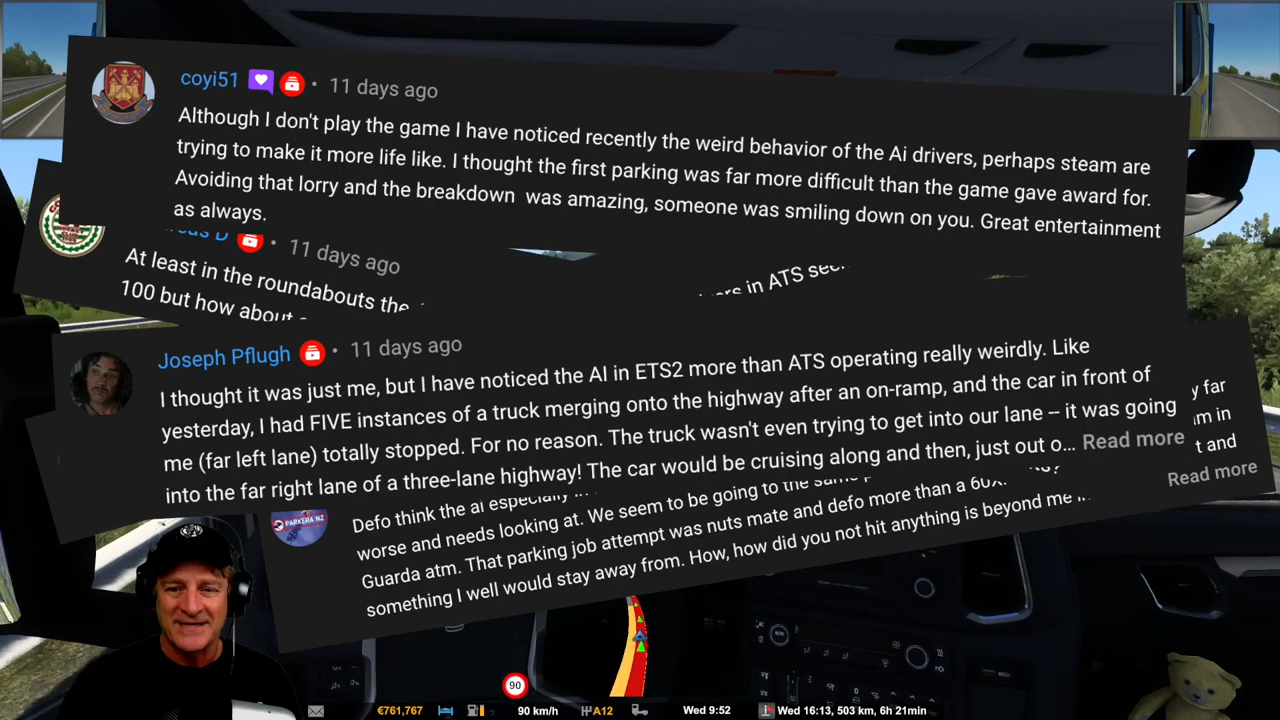 coyi51 • 11 days ago
Although I don't play the game I have noticed recently the weird behavior of the Ai drivers, perhaps steam are
trying to make it more life like. I thought the first parking was far more difficult than the game gave award for.
Avoiding that lorry and the breakdown was amazing, someone was smiling down on you. Great entertainment
as always.
D • 11 days ago
At least in the roundabouts the
100 but how about
in ATS
Joseph Pflugh • 11 days ago
I thought it was just me, but I have noticed the AI in ETS2 more than ATS operating really weirdly. Like
yesterday, I had FIVE instances of a truck merging onto the highway after an on-ramp, and the car in front of
me (far left lane) totally stopped. For no reason. The truck wasn't even trying to get into our lane -- it was going
into the far right lane of a three-lane highway! The car would be cruising along and then, just out o... Read more
far
in
and
Read more
PARKERA NZ
Defo think the ai especially
worse and needs looking at. We seem to be going to the same
Guarda atm. That parking job attempt was nuts mate and defo more than a 60x.
something I well would stay away from. How, how did you not hit anything is beyond me
90
€761,767
90 km/h
A12
Wed 9:52
Wed 16:13, 503 km, 6h 21min